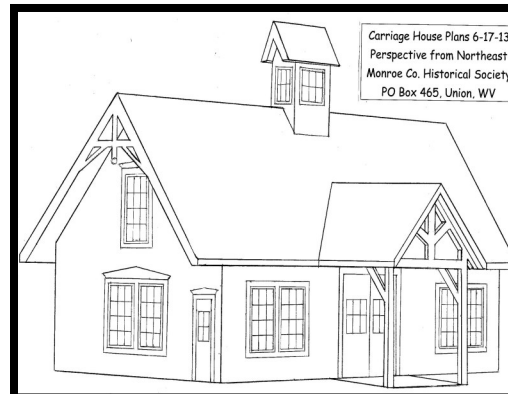 Carriage House Plans 6-17-13
Perspective from Northeast
Monroe Co. Historical Society
PO Box 465, Union, WV